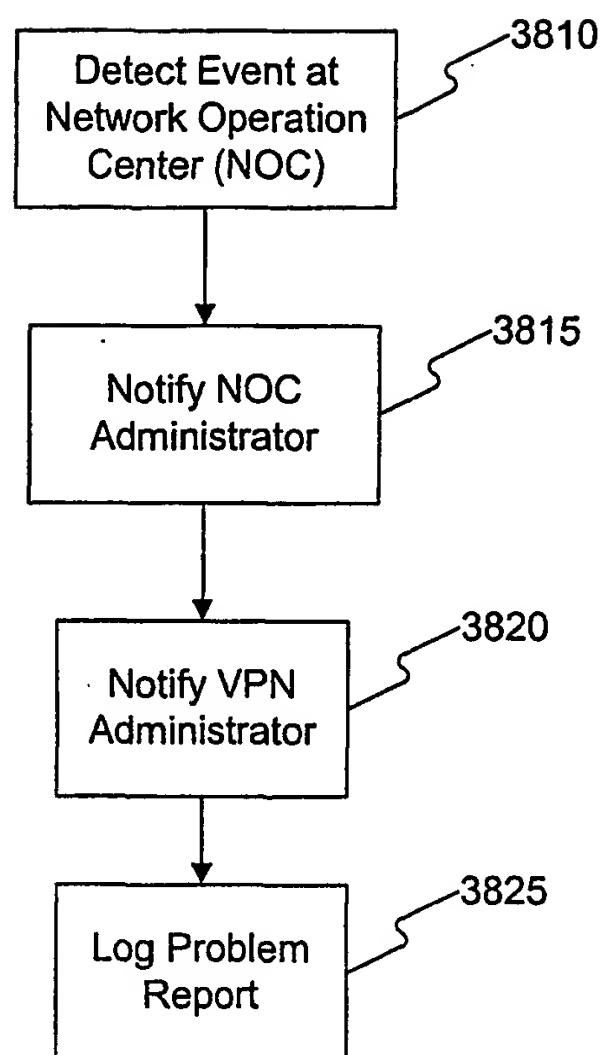 3810
Detect Event at
Network Operation
Center (NOC)
3815
Notify NOC
Administrator
3820
Notify VPN
Administrator
3825
Log Problem
Report